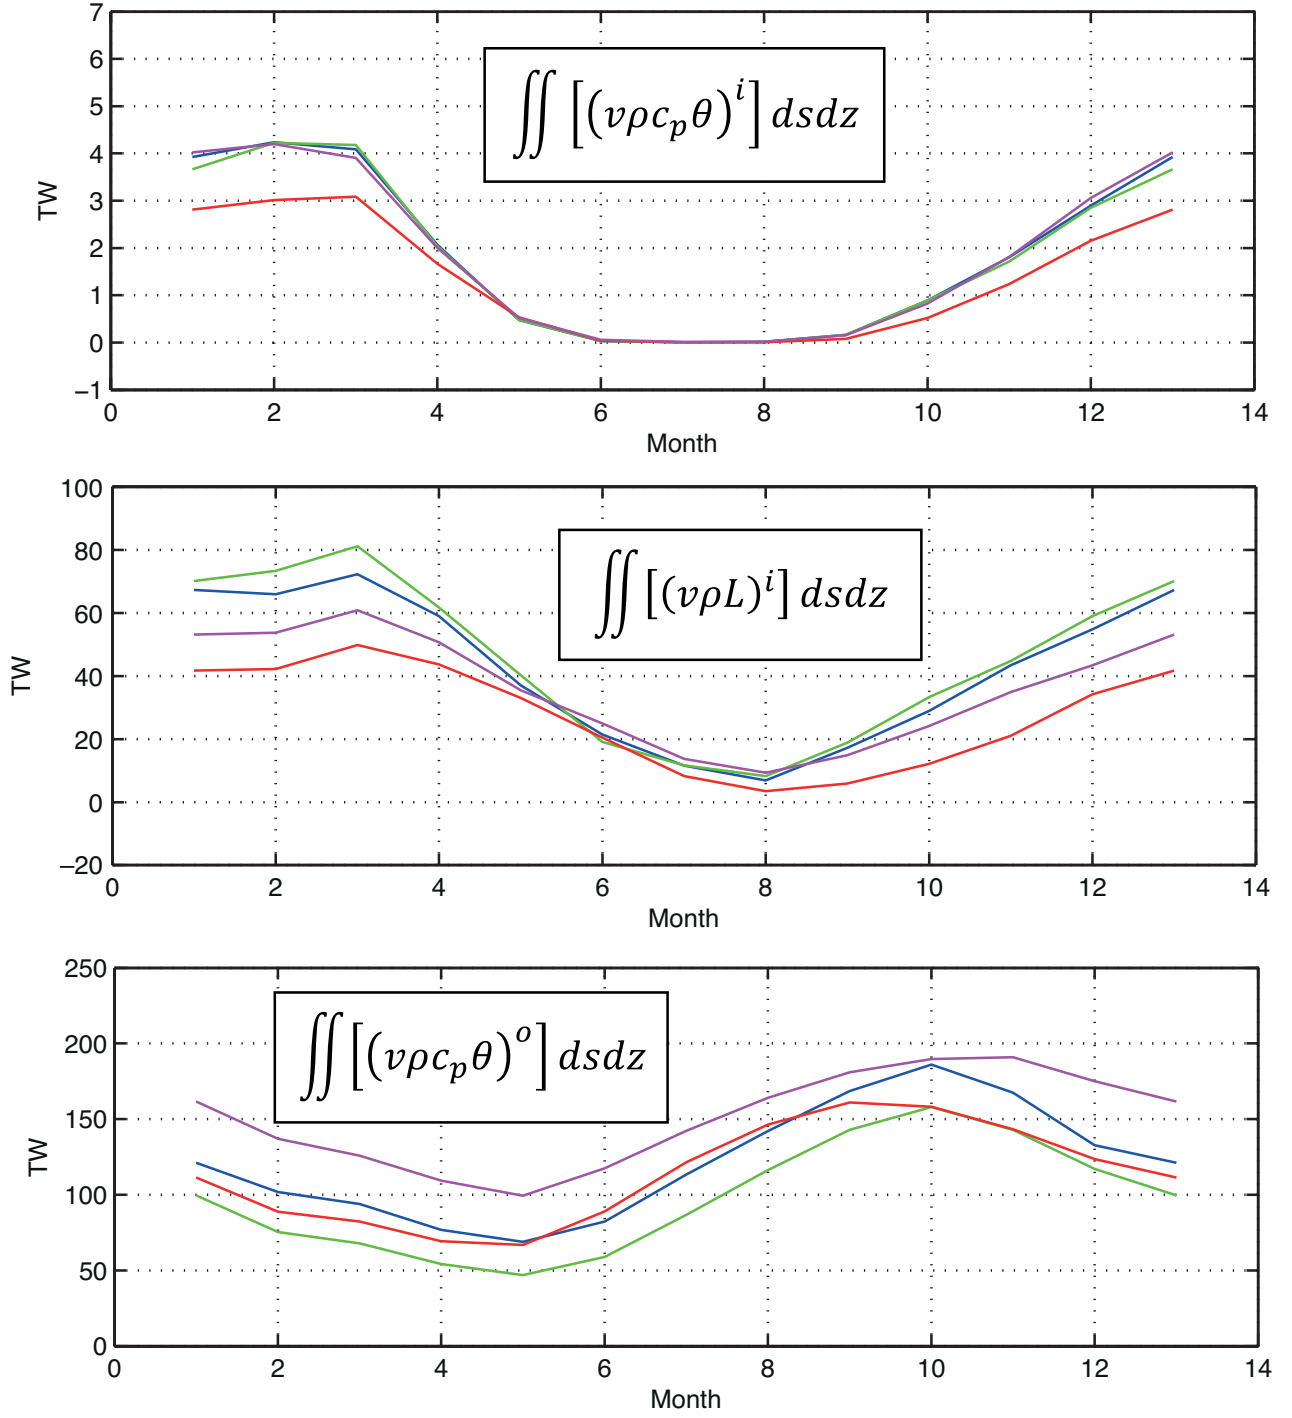 7
6
5
4
3
2
1
0
−1
TW
∬ [(vρc_pθ)^i] dsdz
0 2 4 6 8 10 12 14
Month
100
80
60
40
20
0
−20
TW
∬ [(vρL)^i] dsdz
0 2 4 6 8 10 12 14
Month
250
200
150
100
50
0
TW
∬ [(vρc_pθ)^o] dsdz
0 2 4 6 8 10 12 14
Month